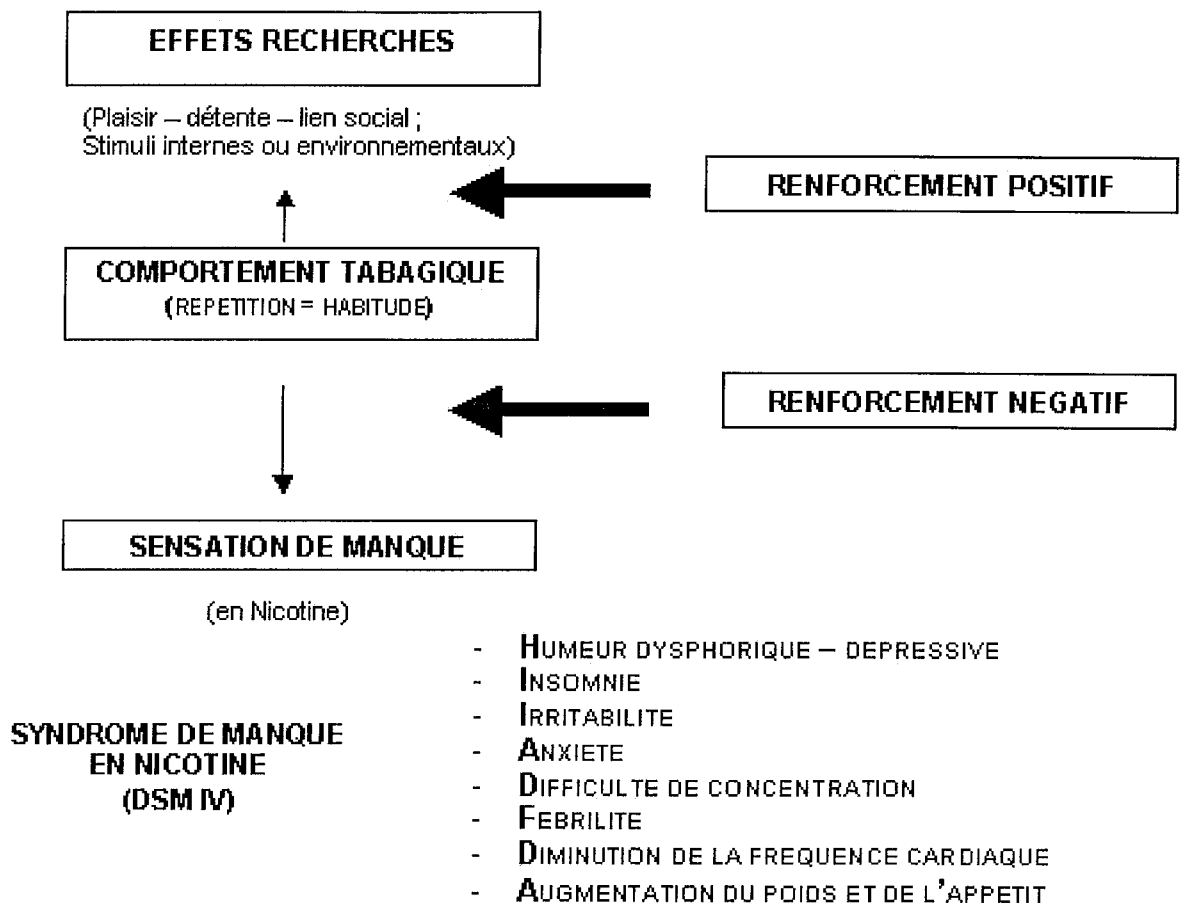 EFFETS RECHERCHES
(Plaisir – détente – lien social ;
Stimuli internes ou environnementaux)
RENFORCEMENT POSITIF
COMPORTEMENT TABAGIQUE
(REPETITION = HABITUDE)
RENFORCEMENT NEGATIF
SENSATION DE MANQUE
(en Nicotine)
SYNDROME DE MANQUE
EN NICOTINE
(DSM IV)
- HUMEUR DYSPHORIQUE – DEPRESSIVE
- INSOMNIE
- IRRITABILITE
- ANXIETE
- DIFFICULTE DE CONCENTRATION
- FEBRILITE
- DIMINUTION DE LA FREQUENCE CARDIAQUE
- AUGMENTATION DU POIDS ET DE L'APPETIT